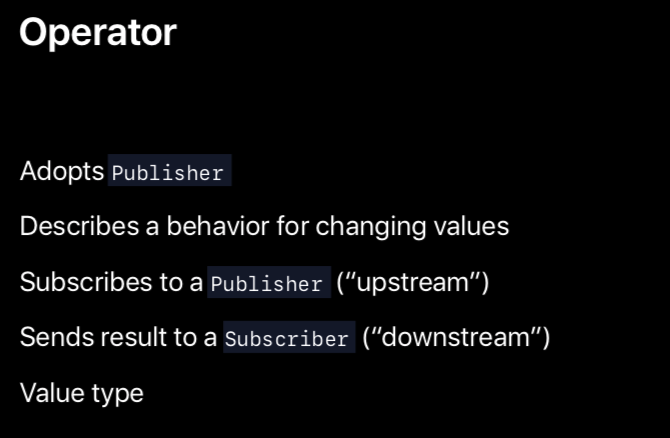 Operator
Adopts Publisher
Describes a behavior for changing values
Subscribes to a Publisher (“upstream”)
Sends result to a Subscriber (“downstream”)
Value type